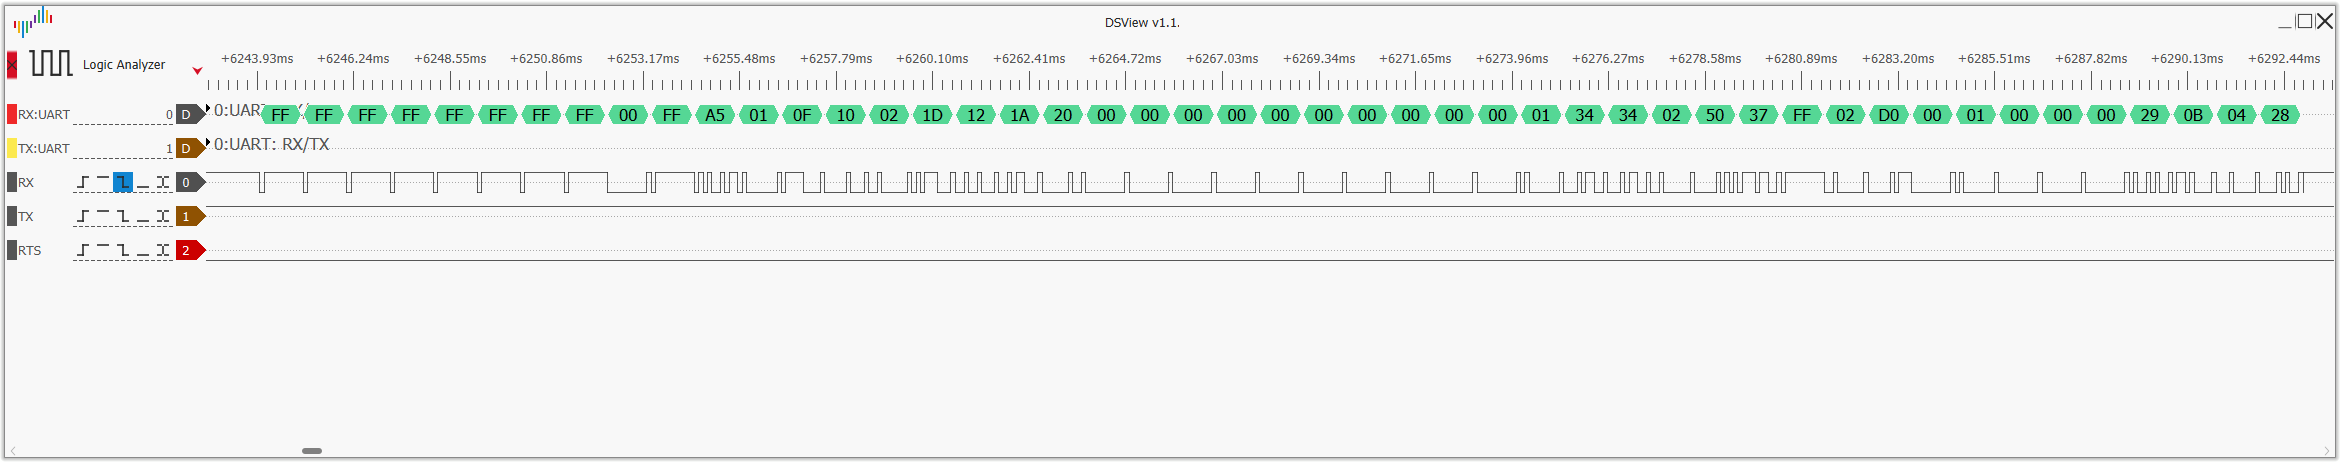 DSView v1.1.
Logic Analyzer
+6243.93ms +6246.24ms +6248.55ms +6250.86ms +6253.17ms +6255.48ms +6257.79ms +6260.10ms +6262.41ms +6264.72ms +6267.03ms +6269.34ms +6271.65ms +6273.96ms +6276.27ms +6278.58ms +6280.89ms +6283.20ms +6285.51ms +6287.82ms +6290.13ms +6292.44ms
RX:UART 0 D 0:UART: RX/ FF FF FF FF FF FF FF FF 00 FF A5 01 0F 10 02 1D 12 1A 20 00 00 00 00 00 00 00 00 00 00 01 34 34 02 50 37 FF 02 D0 00 01 00 00 00 29 0B 04 28
TX:UART 1 D 0:UART: RX/TX
RX 0
TX 1
RTS 2